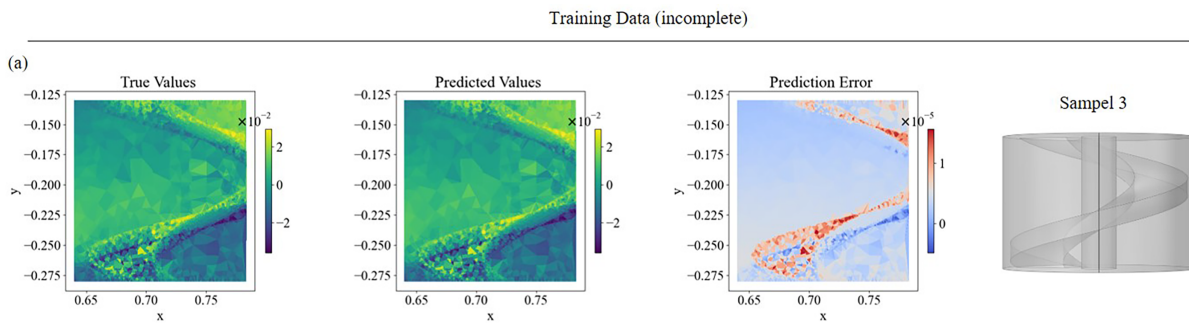 Training Data (incomplete)
(a)
True Values
−0.125
−0.150
−0.175
−0.200
−0.225
−0.250
−0.275
y
0.65 0.70 0.75
x
×10⁻²
2
0
−2
Predicted Values
−0.125
−0.150
−0.175
−0.200
−0.225
−0.250
−0.275
y
0.65 0.70 0.75
x
×10⁻²
2
0
−2
Prediction Error
−0.125
−0.150
−0.175
−0.200
−0.225
−0.250
−0.275
y
0.65 0.70 0.75
x
×10⁻⁵
1
0
Sampel 3